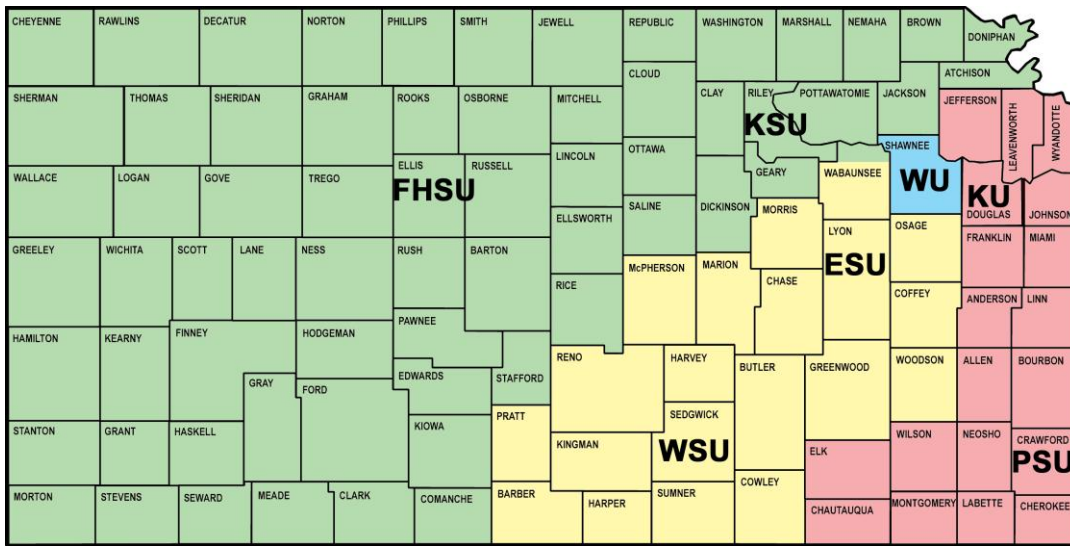 CHEYENNE
RAWLINS
DECATUR
NORTON
PHILLIPS
SMITH
JEWELL
REPUBLIC
WASHINGTON
MARSHALL
NEMAHA
BROWN
DONIPHAN
CLOUD
ATCHISON
SHERMAN
THOMAS
SHERIDAN
GRAHAM
ROOKS
OSBORNE
MITCHELL
CLAY
RILEY
POTTAWATOMIE
JACKSON
JEFFERSON
LEAVENWORTH
WYANDOTTE
KSU
LINCOLN
OTTAWA
SHAWNEE
WALLACE
LOGAN
GOVE
TREGO
ELLIS
RUSSELL
FHSU
GEARY
WABAUNSEE
WU
KU
ELLSWORTH
SALINE
DICKINSON
MORRIS
DOUGLAS
JOHNSON
GREELEY
WICHITA
SCOTT
LANE
NESS
RUSH
BARTON
LYON
OSAGE
FRANKLIN
MIAMI
ESU
McPHERSON
MARION
CHASE
RICE
COFFEY
ANDERSON
LINN
HAMILTON
KEARNY
FINNEY
HODGEMAN
PAWNEE
RENO
HARVEY
BUTLER
GREENWOOD
WOODSON
ALLEN
BOURBON
GRAY
FORD
EDWARDS
STAFFORD
STANTON
GRANT
HASKELL
KIOWA
PRATT
SEDGWICK
KINGMAN
WSU
ELK
WILSON
NEOSHO
CRAWFORD
PSU
MORTON
STEVENS
SEWARD
MEADE
CLARK
COMANCHE
BARBER
HARPER
SUMNER
COWLEY
CHAUTAUQUA
MONTGOMERY
LABETTE
CHEROKEE